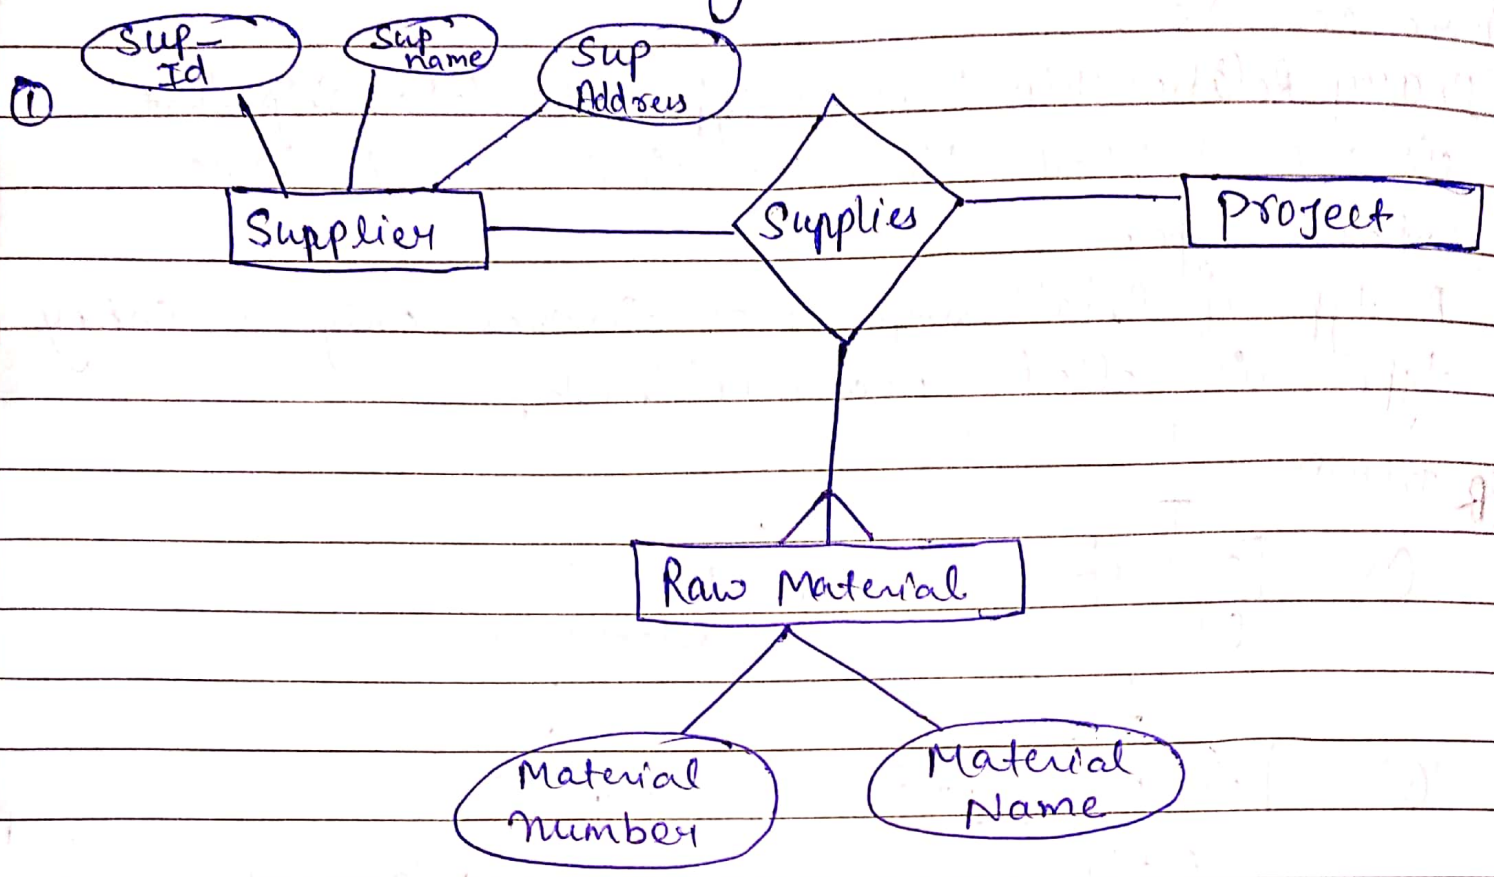 ①
Sup-
Id
Sup
name
Sup
Address
Supplier
Supplies
Project
Raw Material
Material
Number
Material
Name